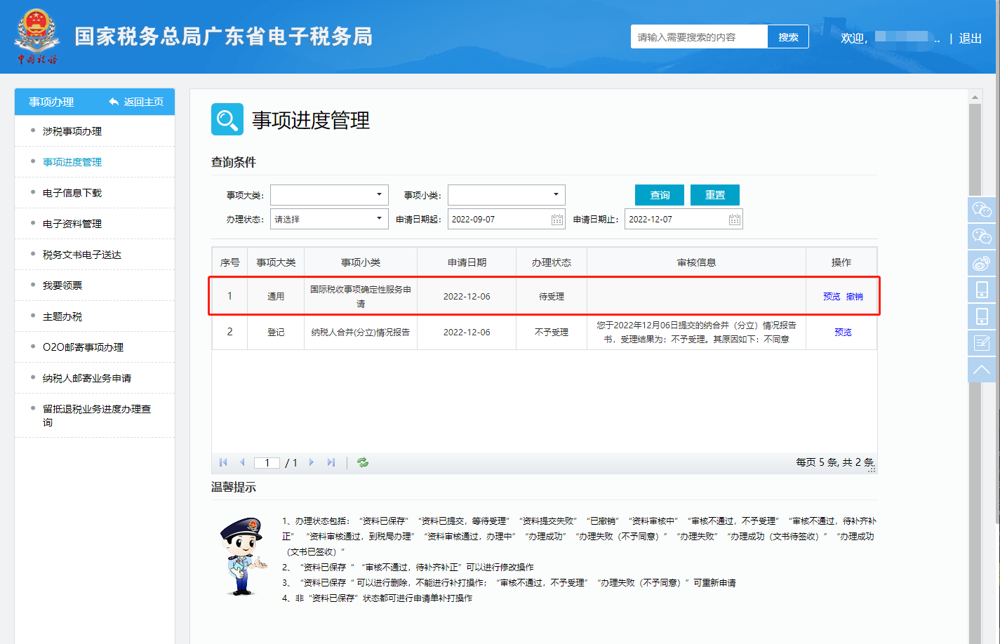 国家税务总局广东省电子税务局
中国税务
请输入需要搜索的内容
搜索
欢迎,
..
| 退出
事项办理
返回主页
涉税事项办理
事项进度管理
电子信息下载
电子资料管理
税务文书电子送达
我要领票
主题办税
O2O邮寄事项办理
纳税人邮寄业务申请
留抵退税业务进度办理查
询
事项进度管理
查询条件
事项大类:
事项小类:
查询
重置
办理状态: 请选择
申请日期起: 2022-09-07
申请日期止: 2022-12-07
序号 事项大类 事项小类 申请日期 办理状态 审核信息 操作
1 通用 国际税收事项确定性服务申
请 2022-12-06 待受理 预览 撤销
2 登记 纳税人合并(分立)情况报告 2022-12-06 不予受理 您于2022年12月06日提交的纳合并（分立）情况报告
书，受理结果为：不予受理。其原因如下：不同意 预览
1 / 1
每页 5 条, 共 2 条
温馨提示
1、办理状态包括：“资料已保存”“资料已提交，等待受理”“资料提交失败”“已撤销”“资料审核中”“审核不通过，不予受理”“审核不通过，待补齐补
正”“资料审核通过，到税局办理”“资料审核通过，办理中”“办理成功”“办理失败（不予同意）”“办理失败”“办理成功（文书待签收）”“办理成功
（文书已签收）”
2、“资料已保存 “ “审核不通过，待补齐补正”可以进行修改操作
3、“资料已保存 “ 可以进行删除，不能进行补打操作；“审核不通过，不予受理”“办理失败（不予同意）”可重新申请
4、非“资料已保存”状态都可进行申请单补打操作